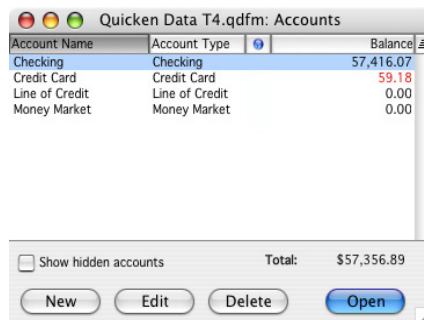 Quicken Data T4.qdfm: Accounts
Account Name Account Type Balance
Checking Checking 57,416.07
Credit Card Credit Card 59.18
Line of Credit Line of Credit 0.00
Money Market Money Market 0.00
Show hidden accounts Total: $57,356.89
New Edit Delete Open